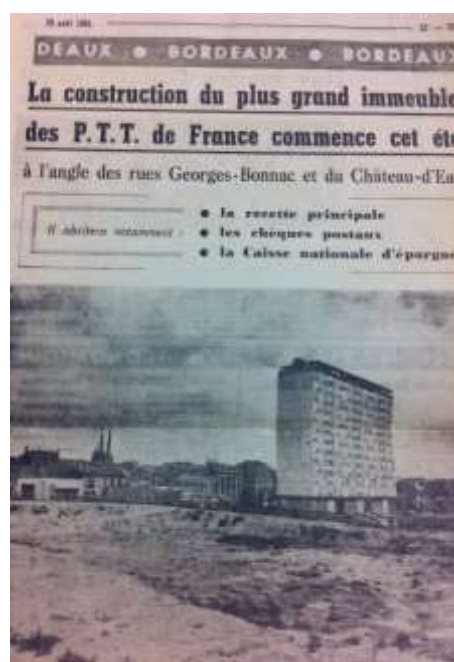 DEAUX • BORDEAUX • BORDEAUX
La construction du plus grand immeuble
des P.T.T. de France commence cet été
à l'angle des rues Georges-Bonnac et du Château-d'Ea
Il abritera notamment :
• la recette principale
• les chèques postaux
• la Caisse nationale d'épargne